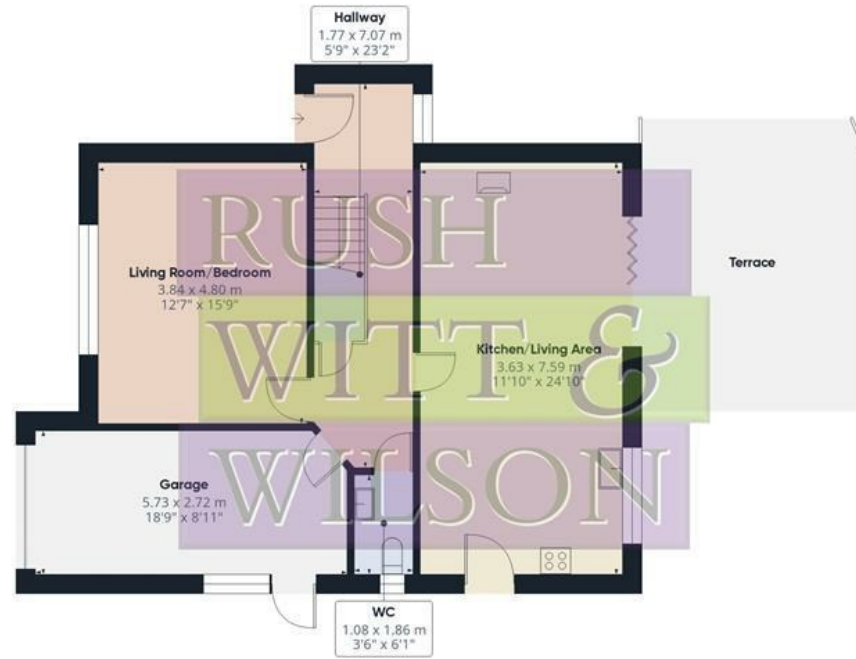 Hallway
1.77 x 7.07 m
5'9" x 23'2"
RUSH
WITT &
WILSON
Living Room/Bedroom
3.84 x 4.80 m
12'7" x 15'9"
Terrace
Kitchen/Living Area
3.63 x 7.59 m
11'10" x 24'10"
Garage
5.73 x 2.72 m
18'9" x 8'11"
WC
1.08 x 1.86 m
3'6" x 6'1"